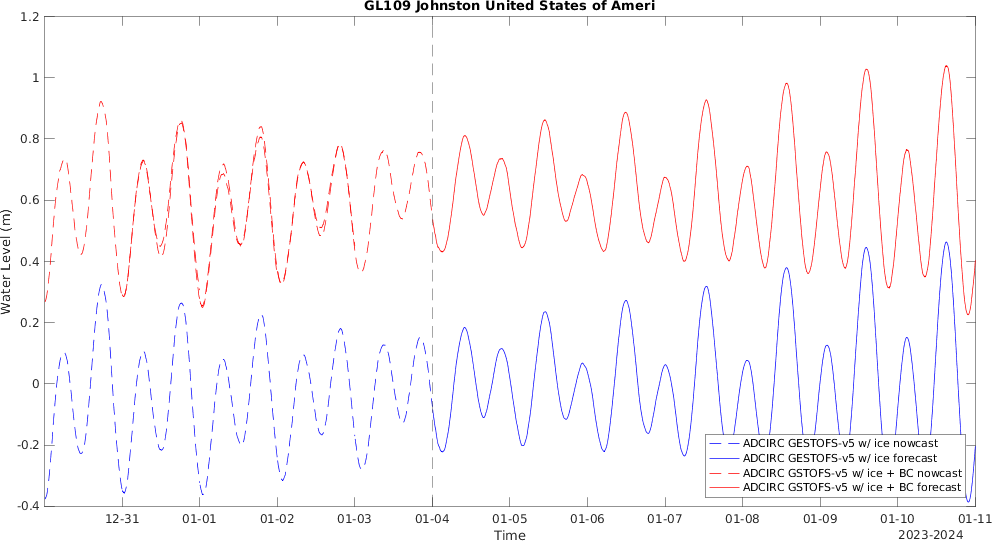 GL109 Johnston United States of Ameri
1.2
1
0.8
0.6
0.4
0.2
0
-0.2
-0.4
Water Level (m)
ADCIRC GESTOFS-v5 w/ ice nowcast
ADCIRC GESTOFS-v5 w/ ice forecast
ADCIRC GSTOFS-v5 w/ ice + BC nowcast
ADCIRC GSTOFS-v5 w/ ice + BC forecast
12-31 01-01 01-02 01-03 01-04 01-05 01-06 01-07 01-08 01-09 01-10 01-11
Time
2023-2024